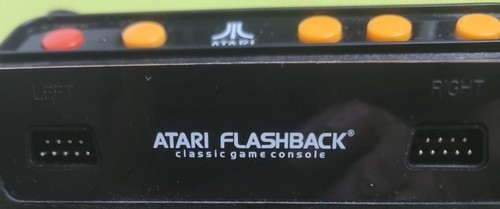 ATARI
LEFT
RIGHT
ATARI FLASHBACK®
classic game console